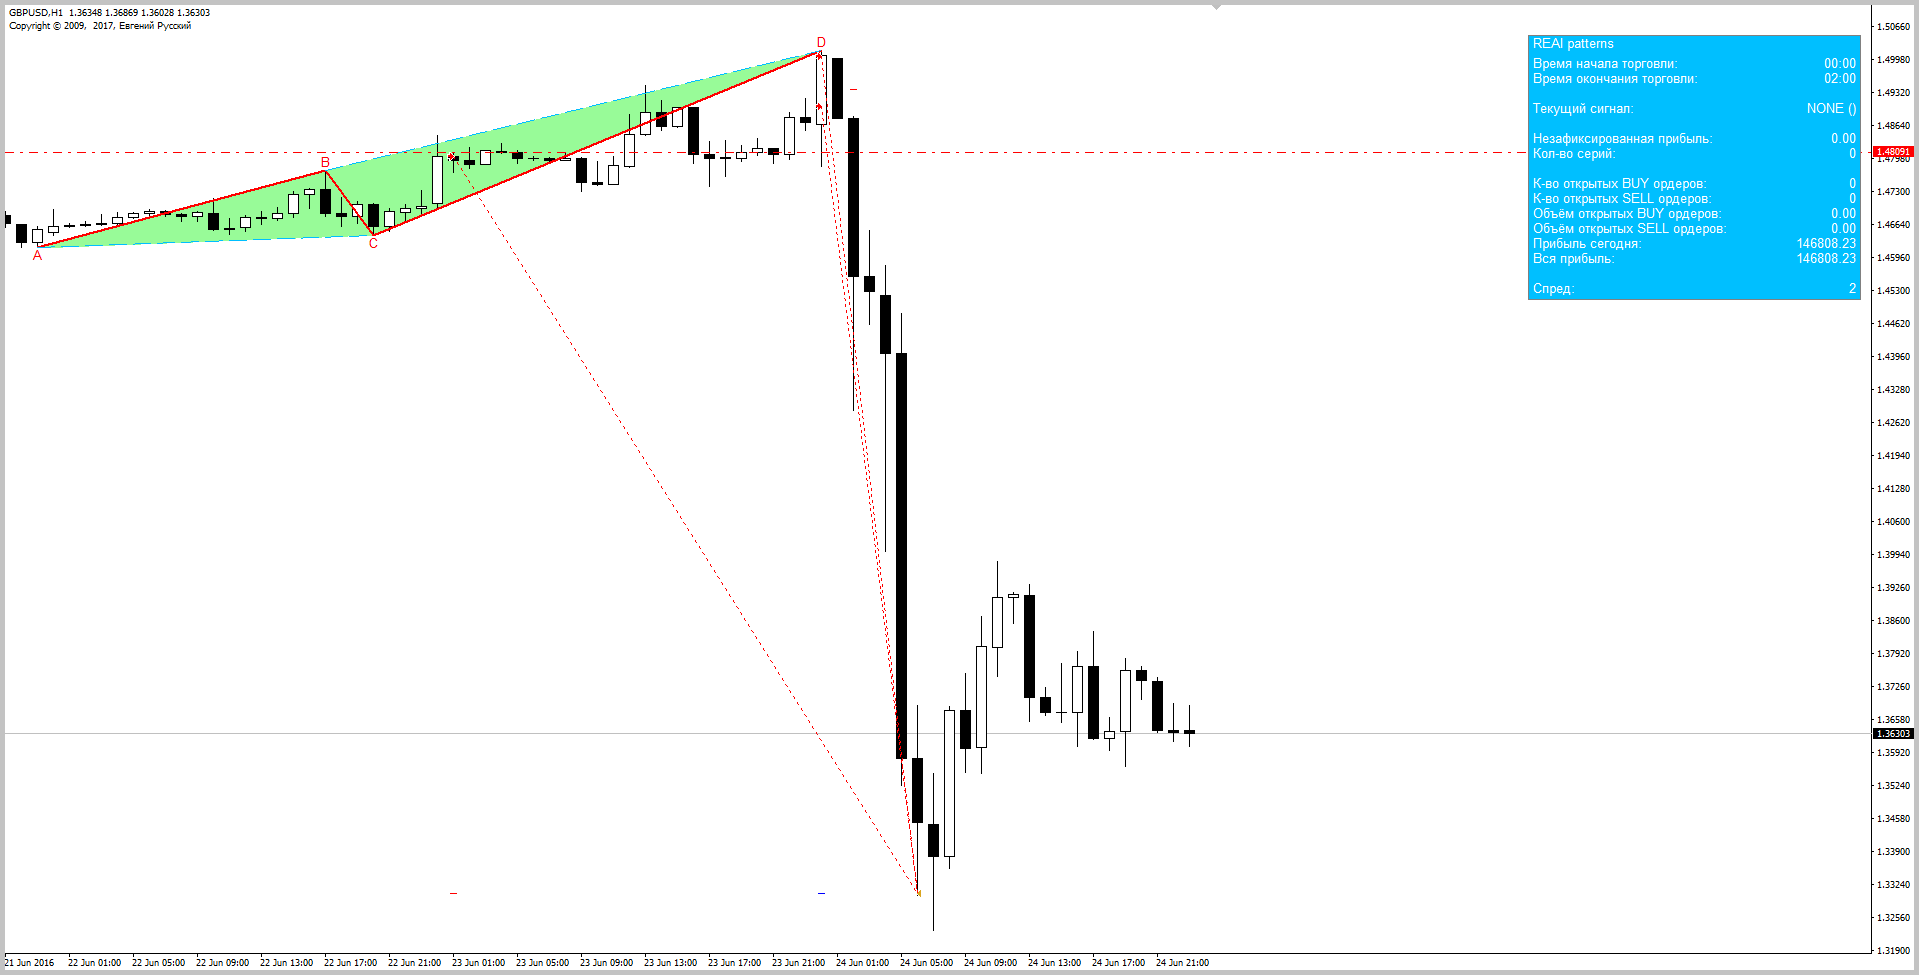 GBPUSD,H1 1.36348 1.36869 1.36028 1.36303
Copyright © 2009, 2017, Евгений Русский
D
B
A
C
REAl patterns
Время начала торговли: 00:00
Время окончания торговли: 02:00
Текущий сигнал: NONE ()
Незафиксированная прибыль: 0.00
Кол-во серий: 0
К-во открытых BUY ордеров: 0
К-во открытых SELL ордеров: 0
Объём открытых BUY ордеров: 0.00
Объём открытых SELL ордеров: 0.00
Прибыль сегодня: 146808.23
Вся прибыль: 146808.23
Спред: 2
1.50660
1.49980
1.49320
1.48640
1.48091
1.47980
1.47300
1.46640
1.45960
1.45300
1.44620
1.43960
1.43280
1.42620
1.41940
1.41280
1.40600
1.39940
1.39260
1.38600
1.37920
1.37260
1.36580
1.36303
1.35920
1.35240
1.34580
1.33900
1.33240
1.32560
1.31900
21 Jun 2016 22 Jun 01:00 22 Jun 05:00 22 Jun 09:00 22 Jun 13:00 22 Jun 17:00 22 Jun 21:00 23 Jun 01:00 23 Jun 05:00 23 Jun 09:00 23 Jun 13:00 23 Jun 17:00 23 Jun 21:00 24 Jun 01:00 24 Jun 05:00 24 Jun 09:00 24 Jun 13:00 24 Jun 17:00 24 Jun 21:00